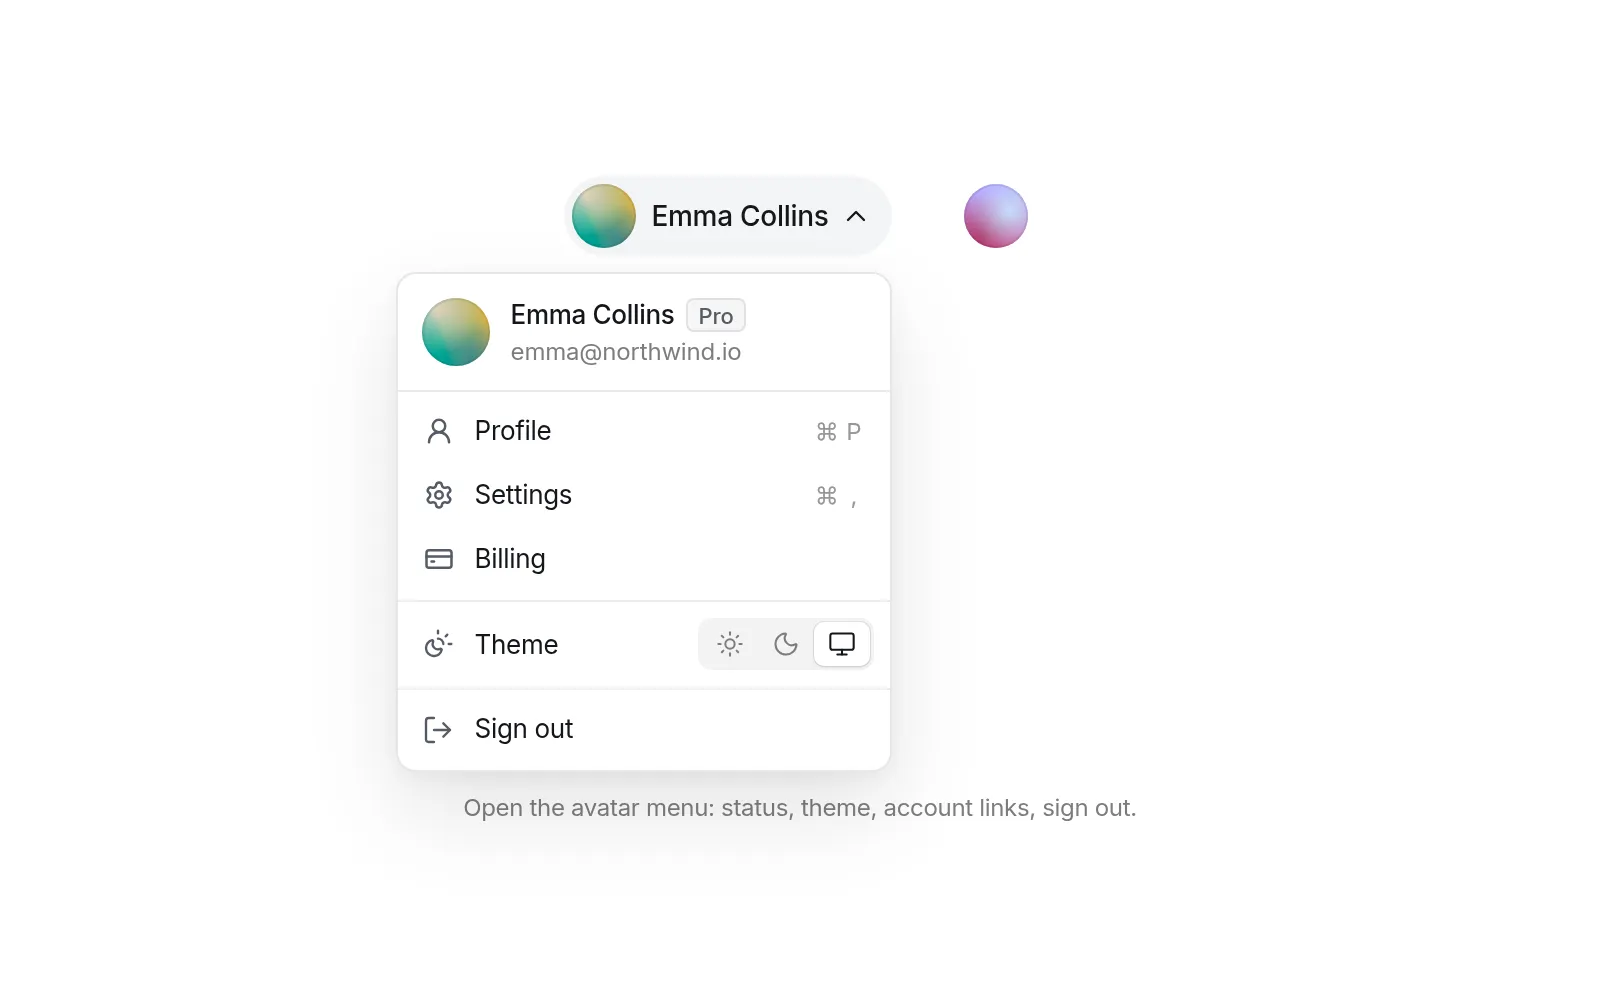 Emma Collins
Emma Collins Pro
emma@northwind.io
Profile ⌘ P
Settings ⌘ ,
Billing
Theme
Sign out
Open the avatar menu: status, theme, account links, sign out.